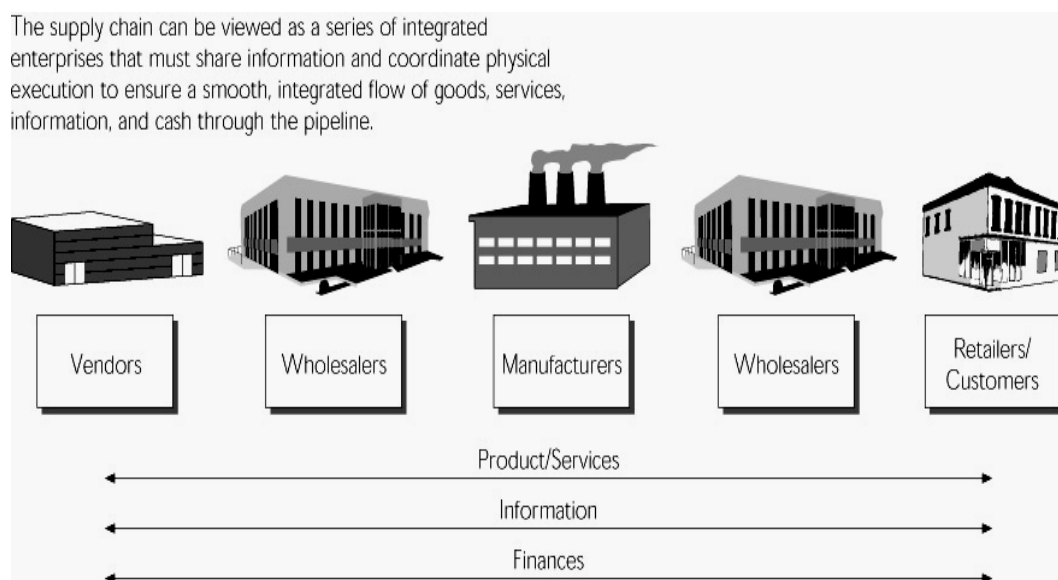 The supply chain can be viewed as a series of integrated
enterprises that must share information and coordinate physical
execution to ensure a smooth, integrated flow of goods, services,
information, and cash through the pipeline.
Vendors
Wholesalers
Manufacturers
Wholesalers
Retailers/
Customers
Product/Services
Information
Finances